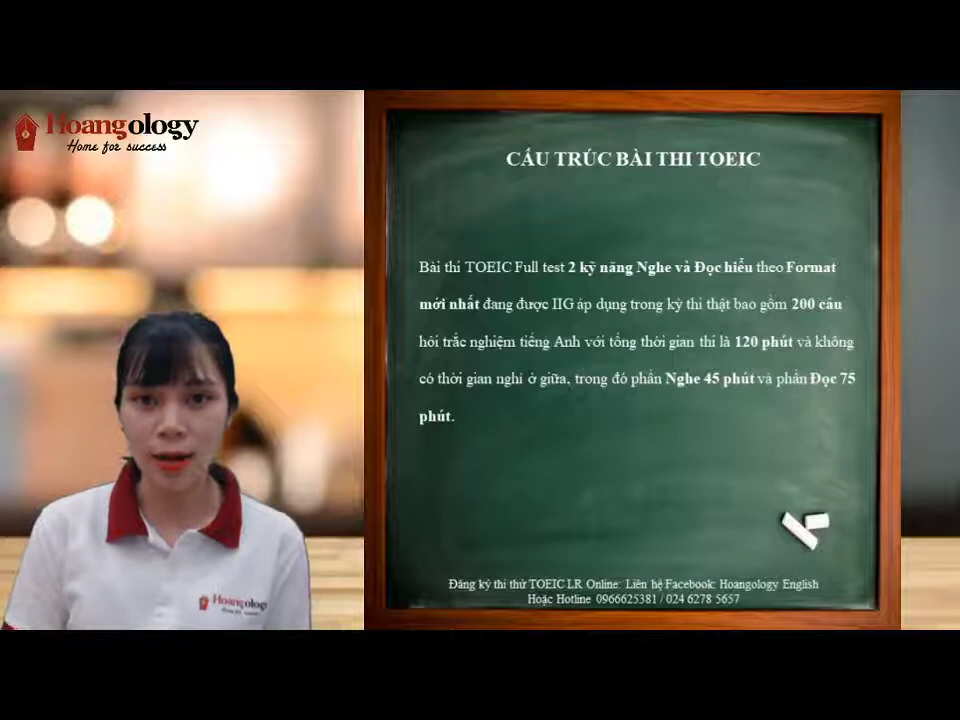 Hoangology
Home for success
CẤU TRÚC BÀI THI TOEIC
Bài thi TOEIC Full test 2 kỹ năng Nghe và Đọc hiểu theo Format
mới nhất đang được IIG áp dụng trong kỳ thi thật bao gồm 200 câu
hỏi trắc nghiệm tiếng Anh với tổng thời gian thi là 120 phút và không
có thời gian nghỉ ở giữa, trong đó phần Nghe 45 phút và phần Đọc 75
phút.
Hoangology
Đăng ký thi thử TOEIC LR Online: Liên hệ Facebook: Hoangology English
Hoặc Hotline 0966625381 / 024 6278 5657